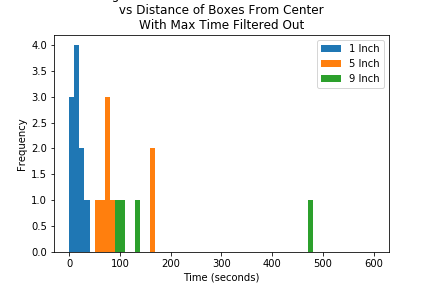 vs Distance of Boxes From Center
With Max Time Filtered Out
4.0
3.5
3.0
2.5
2.0
1.5
1.0
0.5
0.0
Frequency
1 Inch
5 Inch
9 Inch
0 100 200 300 400 500 600
Time (seconds)